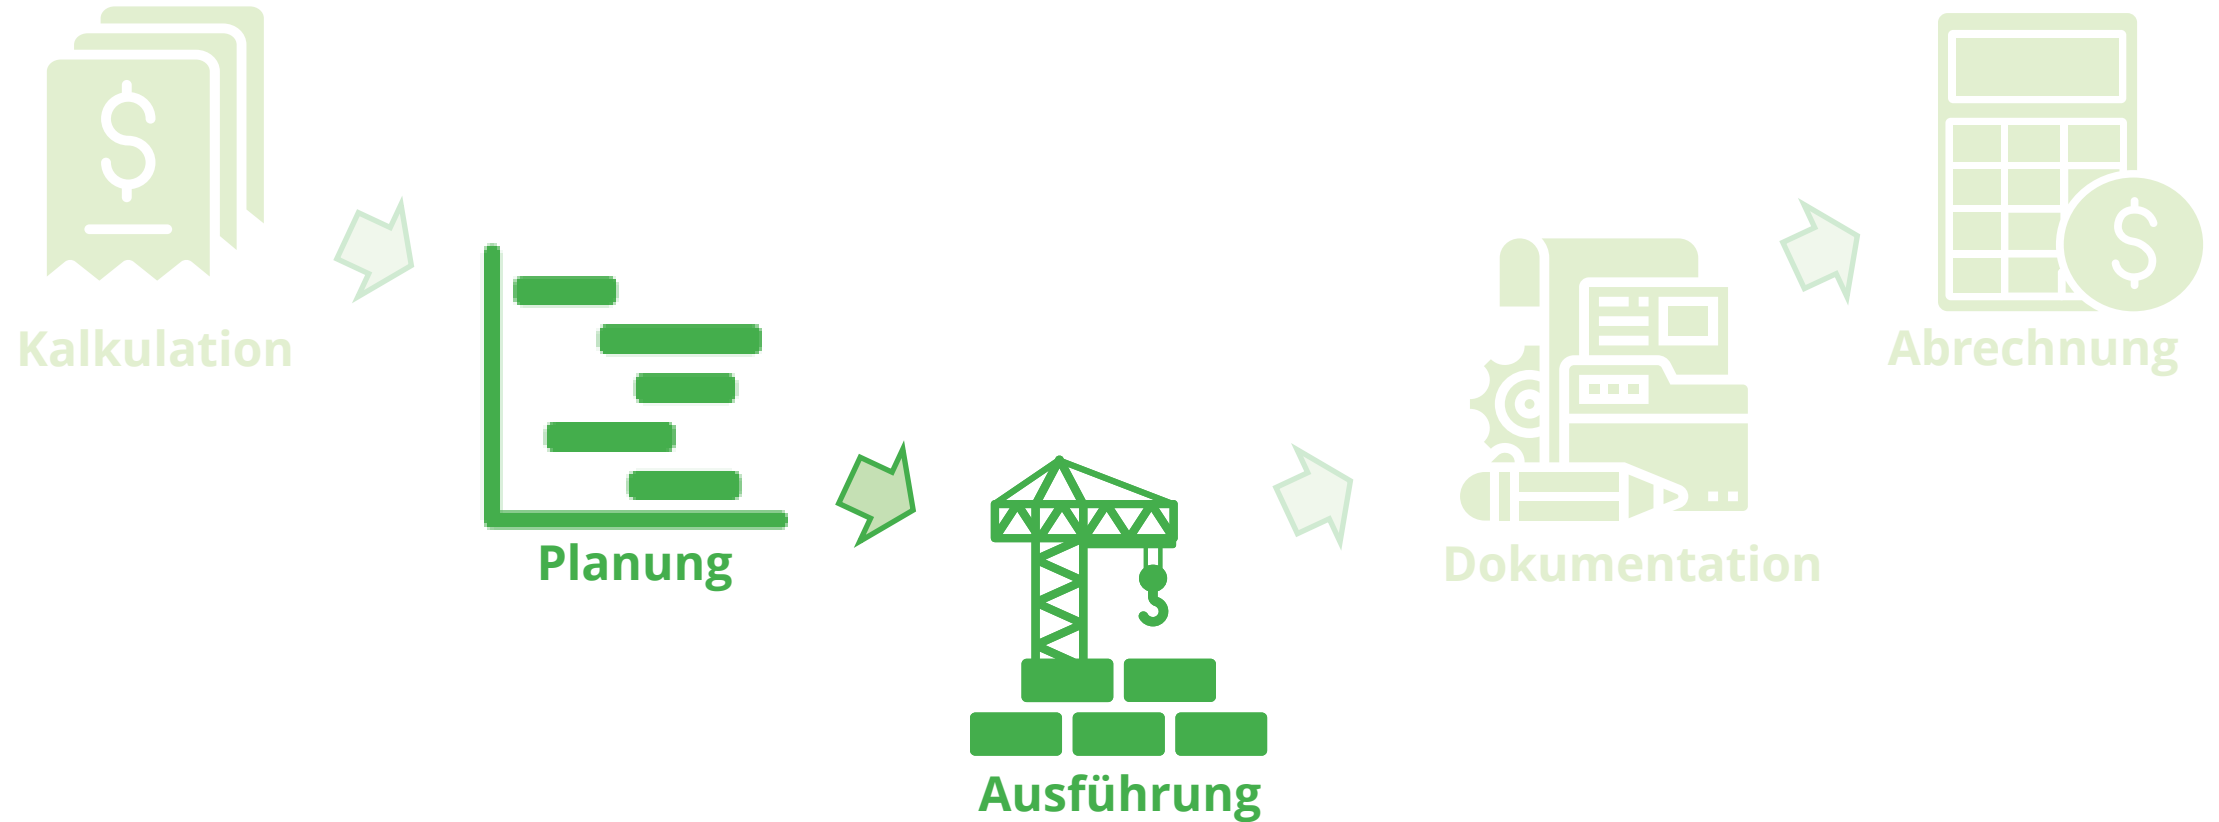 Kalkulation
Planung
Ausführung
Dokumentation
Abrechnung